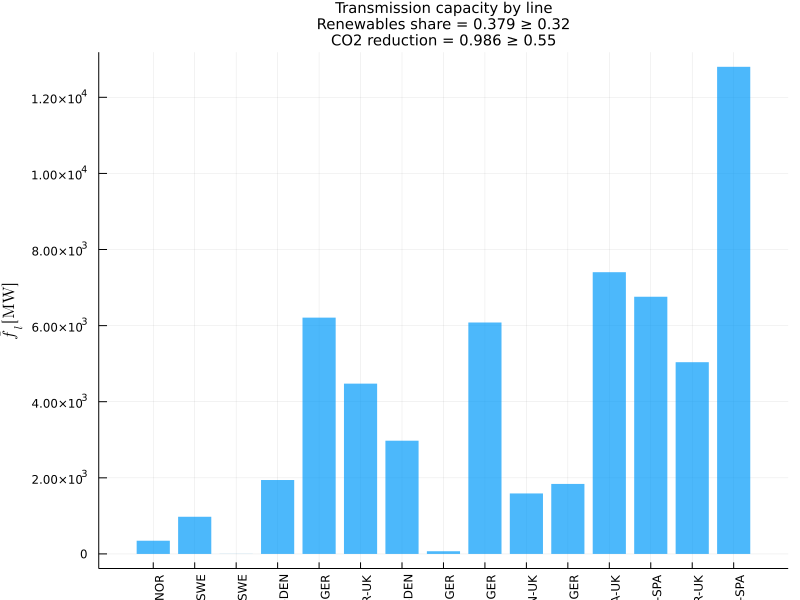 Transmission capacity by line
Renewables share = 0.379 ≥ 0.32
CO2 reduction = 0.986 ≥ 0.55
1.20×10⁴
1.00×10⁴
8.00×10³
6.00×10³
4.00×10³
2.00×10³
0
f̄_l [MW]
NOR
SWE
SWE
DEN
GER
R-UK
DEN
GER
GER
N-UK
GER
A-UK
-SPA
R-UK
-SPA